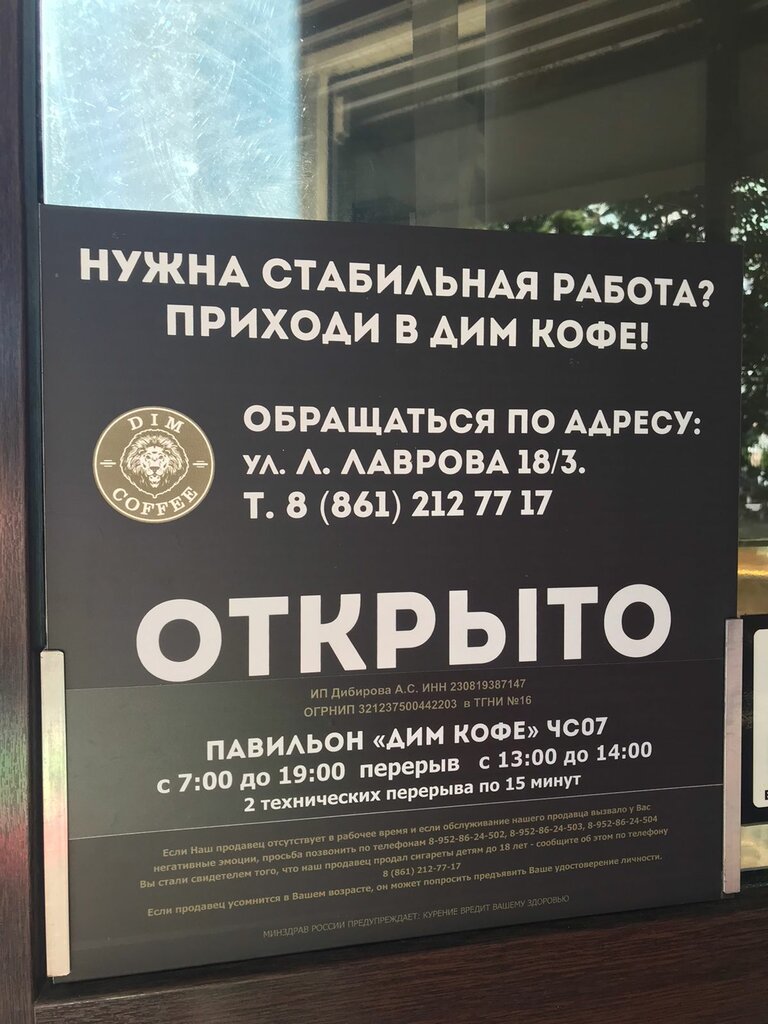 НУЖНА СТАБИЛЬНАЯ РАБОТА?
ПРИХОДИ В ДИМ КОФЕ!
DIM
COFFEE
ОБРАЩАТЬСЯ ПО АДРЕСУ:
УЛ. Л. ЛАВРОВА 18/3.
Т. 8 (861) 212 77 17
ОТКРЫТО
ИП Дибирова А.С. ИНН 230819387147
ОГРНИП 321237500442203 в ТГНИ №16
ПАВИЛЬОН «ДИМ КОФЕ» ЧС07
с 7:00 до 19:00 перерыв с 13:00 до 14:00
2 технических перерыва по 15 минут
Если Наш продавец отсутствует в рабочее время и если обслуживание нашего продавца вызвало у Вас
негативные эмоции, просьба позвонить по телефонам 8-952-86-24-502, 8-952-86-24-503, 8-952-86-24-504
Вы стали свидетелем того, что наш продавец продал сигареты детям до 18 лет - сообщите об этом по телефону
8 (861) 212-77-17
Если продавец усомнится в Вашем возрасте, он может попросить предъявить Ваше удостоверение личности.
МИНЗДРАВ РОССИИ ПРЕДУПРЕЖДАЕТ: КУРЕНИЕ ВРЕДИТ ВАШЕМУ ЗДОРОВЬЮ